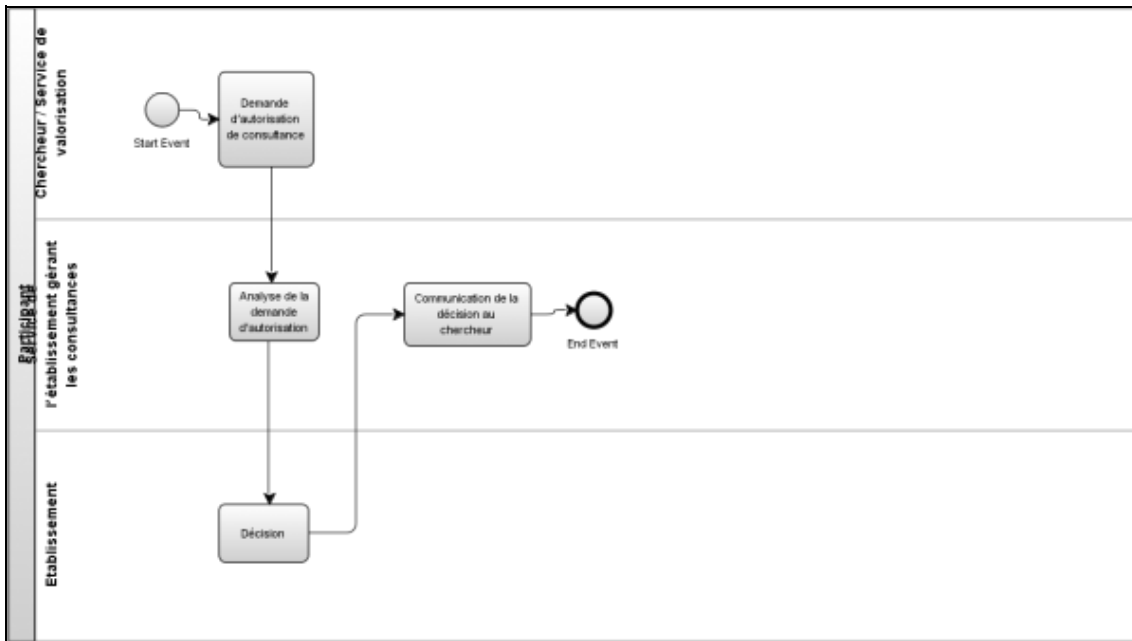 Participant
Chercheur / Service de
valorisation
Start Event
Demande
d'autorisation
de consultance
Service de
l'établissement gérant
les consultances
Analyse de la
demande
d'autorisation
Communication de la
décision au
chercheur
End Event
Etablissement
Décision